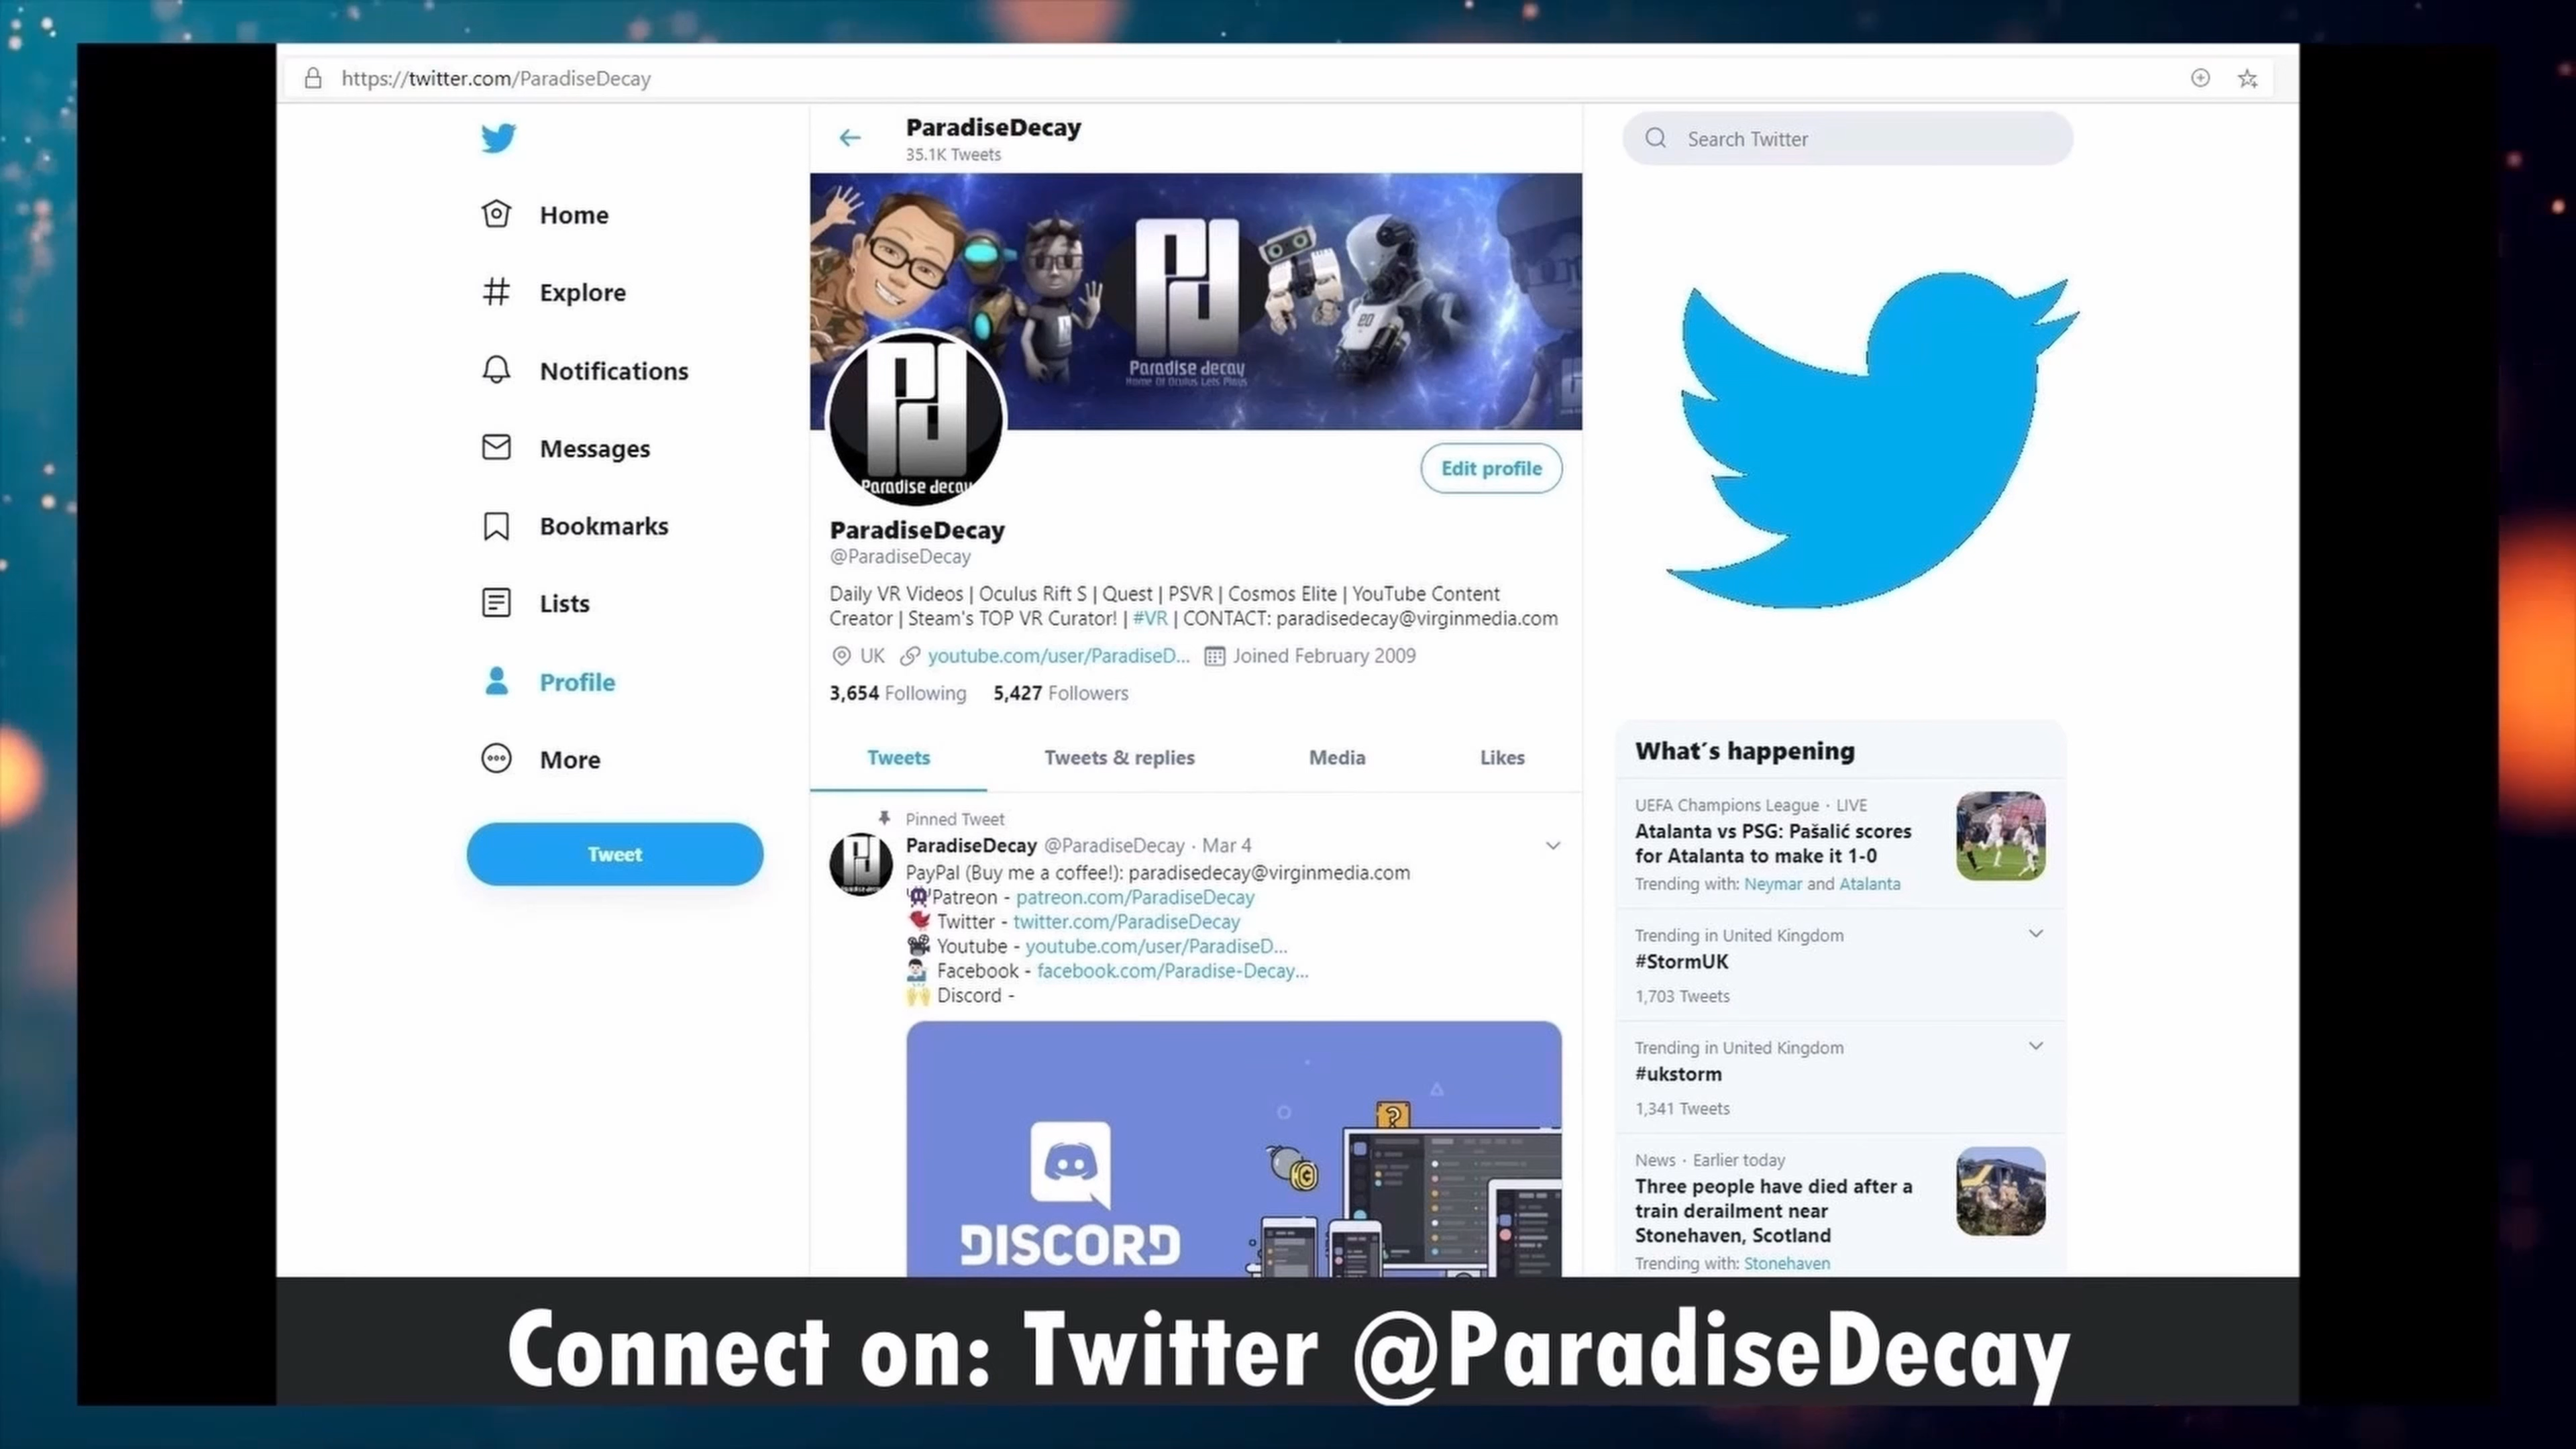 https://twitter.com/ParadiseDecay
ParadiseDecay
35.1K Tweets
Search Twitter
Home
Explore
Notifications
Messages
Bookmarks
Lists
Profile
More
Tweet
Paradise decay
Home Of Oculus Lets Plays
Paradise decay
Edit profile
ParadiseDecay
@ParadiseDecay
Daily VR Videos | Oculus Rift S | Quest | PSVR | Cosmos Elite | YouTube Content
Creator | Steam's TOP VR Curator! | #VR | CONTACT: paradisedecay@virginmedia.com
UK youtube.com/user/ParadiseD... Joined February 2009
3,654 Following 5,427 Followers
Tweets Tweets & replies Media Likes
Pinned Tweet
ParadiseDecay @ParadiseDecay · Mar 4
PayPal (Buy me a coffee!): paradisedecay@virginmedia.com
Patreon - patreon.com/ParadiseDecay
Twitter - twitter.com/ParadiseDecay
Youtube - youtube.com/user/ParadiseD...
Facebook - facebook.com/Paradise-Decay...
Discord -
DISCORD
What´s happening
UEFA Champions League · LIVE
Atalanta vs PSG: Pašalić scores
for Atalanta to make it 1-0
Trending with: Neymar and Atalanta
Trending in United Kingdom
#StormUK
1,703 Tweets
Trending in United Kingdom
#ukstorm
1,341 Tweets
News · Earlier today
Three people have died after a
train derailment near
Stonehaven, Scotland
Trending with: Stonehaven
Connect on: Twitter @ParadiseDecay